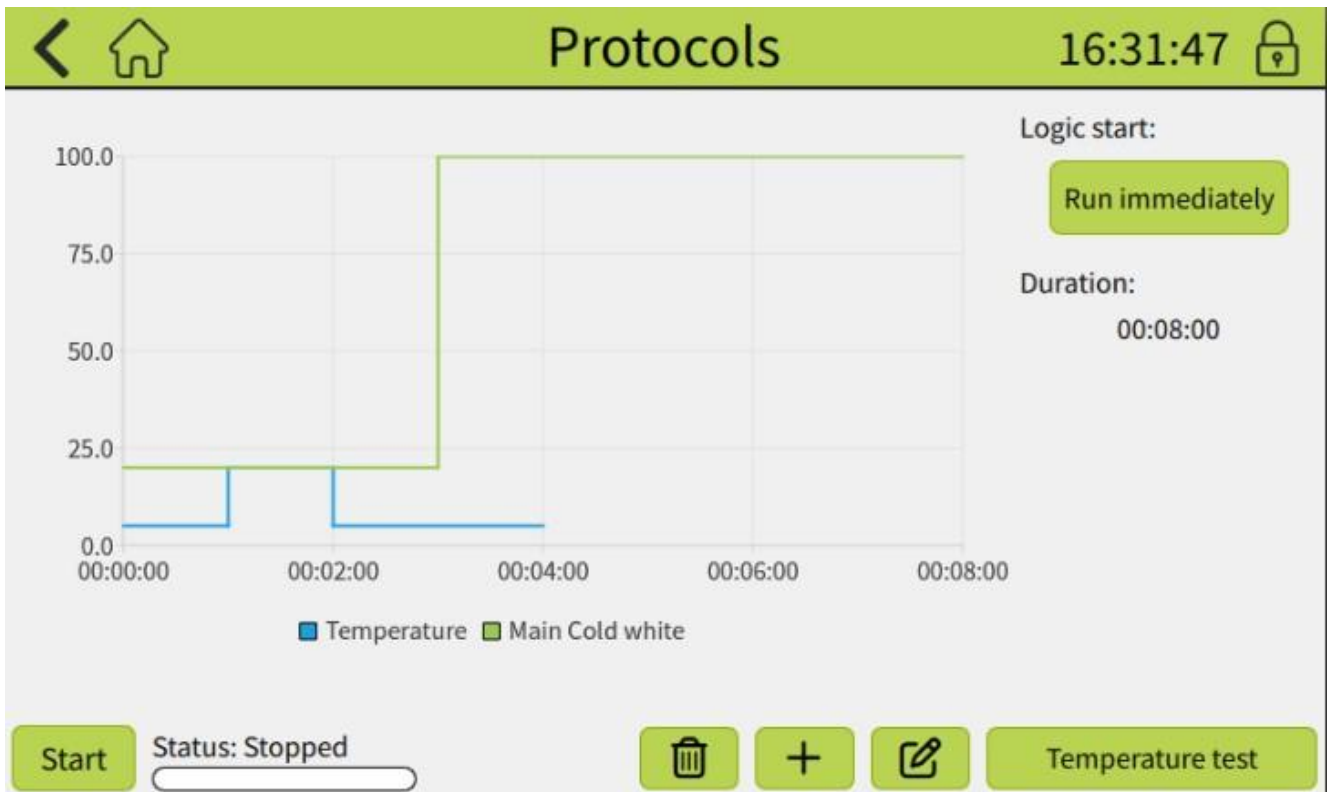 Protocols
16:31:47
Logic start:
Run immediately
Duration:
00:08:00
100.0
75.0
50.0
25.0
0.0
00:00:00 00:02:00 00:04:00 00:06:00 00:08:00
Temperature Main Cold white
Start
Status: Stopped
Temperature test